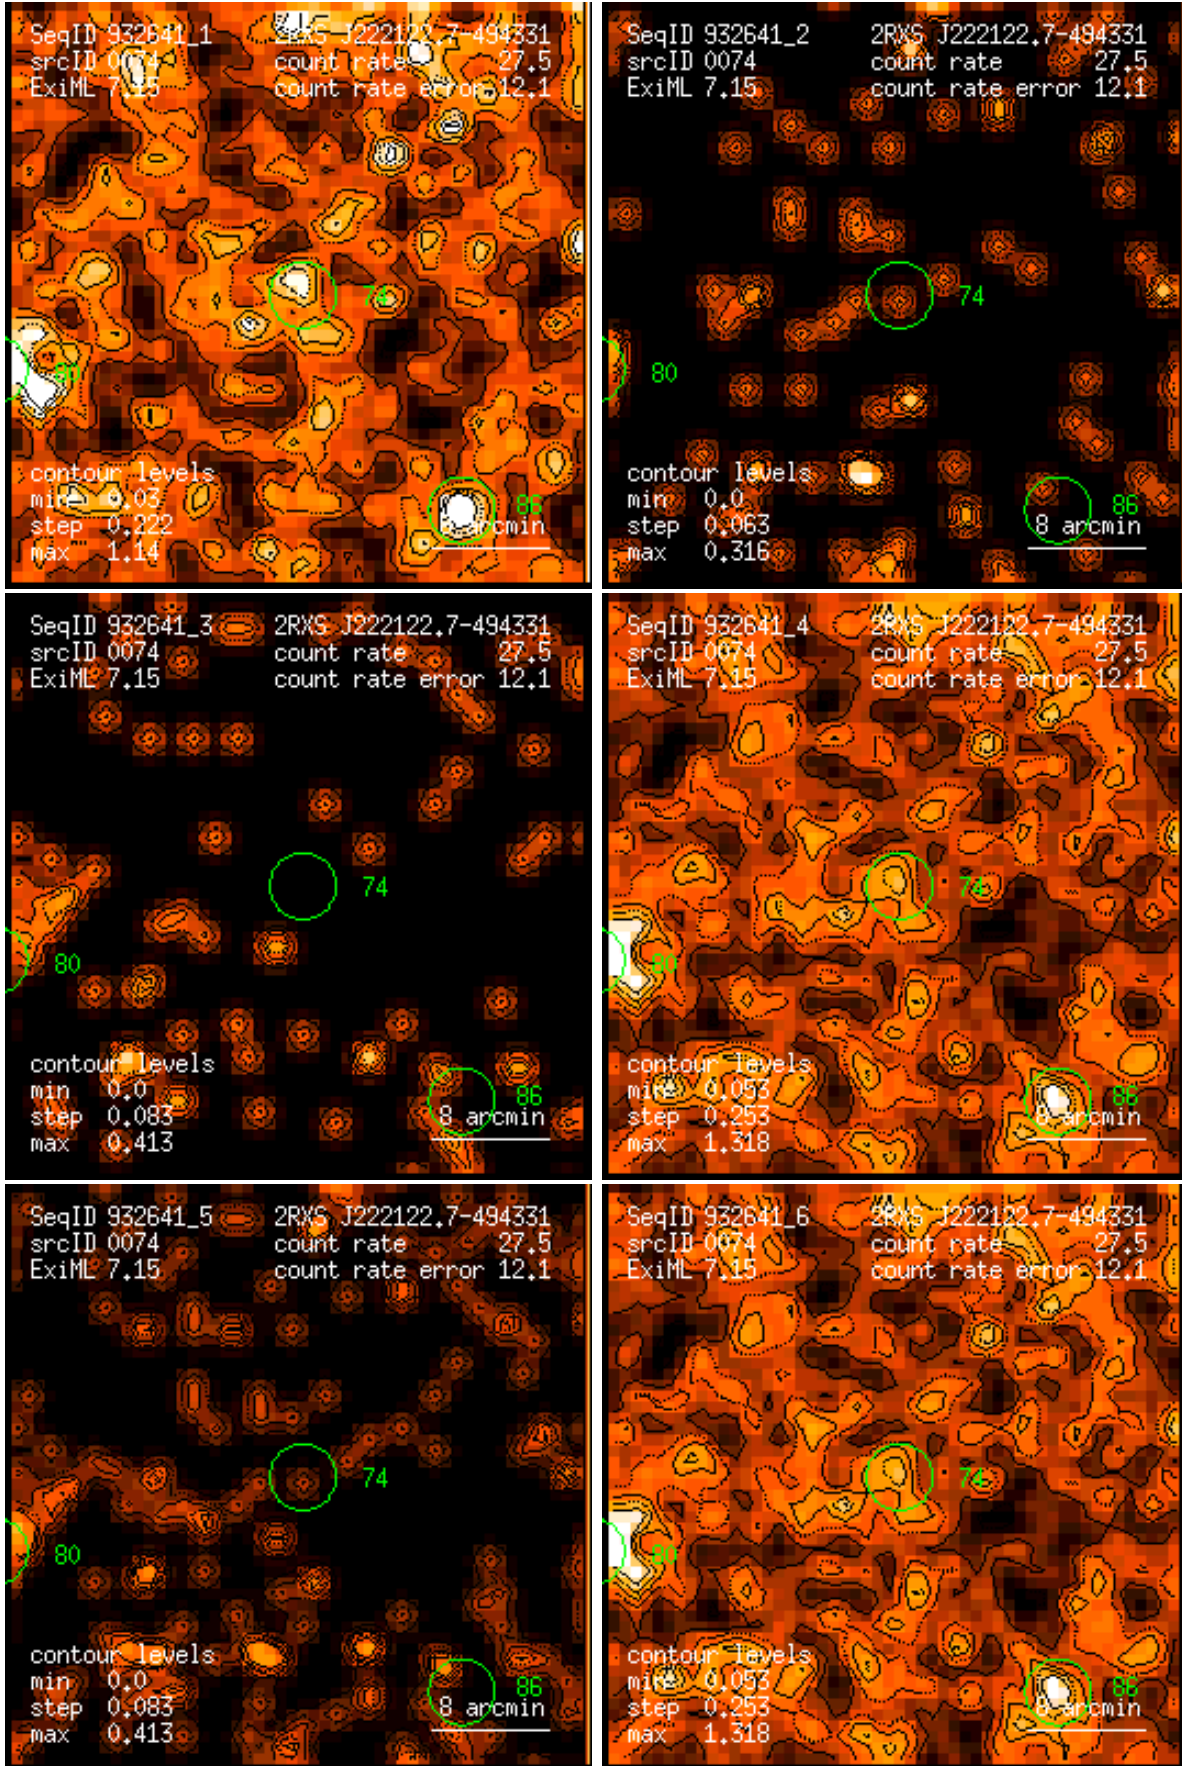 SeqID 932641_1 2RXS J222122.7-494331
srcID 0074 count rate 27.5
ExiML 7.15 count rate error 12.1
74
80
contour levels
min 0.03
step 0.222
max 1.14
86
8 arcmin
SeqID 932641_2 2RXS J222122.7-494331
srcID 0074 count rate 27.5
ExiML 7.15 count rate error 12.1
74
80
contour levels
min 0.0
step 0.063
max 0.316
86
8 arcmin
SeqID 932641_3 2RXS J222122.7-494331
srcID 0074 count rate 27.5
ExiML 7.15 count rate error 12.1
74
80
contour levels
min 0.0
step 0.083
max 0.413
86
8 arcmin
SeqID 932641_4 2RXS J222122.7-494331
srcID 0074 count rate 27.5
ExiML 7.15 count rate error 12.1
74
80
contour levels
min 0.053
step 0.253
max 1.318
86
8 arcmin
SeqID 932641_5 2RXS J222122.7-494331
srcID 0074 count rate 27.5
ExiML 7.15 count rate error 12.1
74
80
contour levels
min 0.0
step 0.083
max 0.413
86
8 arcmin
SeqID 932641_6 2RXS J222122.7-494331
srcID 0074 count rate 27.5
ExiML 7.15 count rate error 12.1
74
80
contour levels
min 0.053
step 0.253
max 1.318
86
8 arcmin